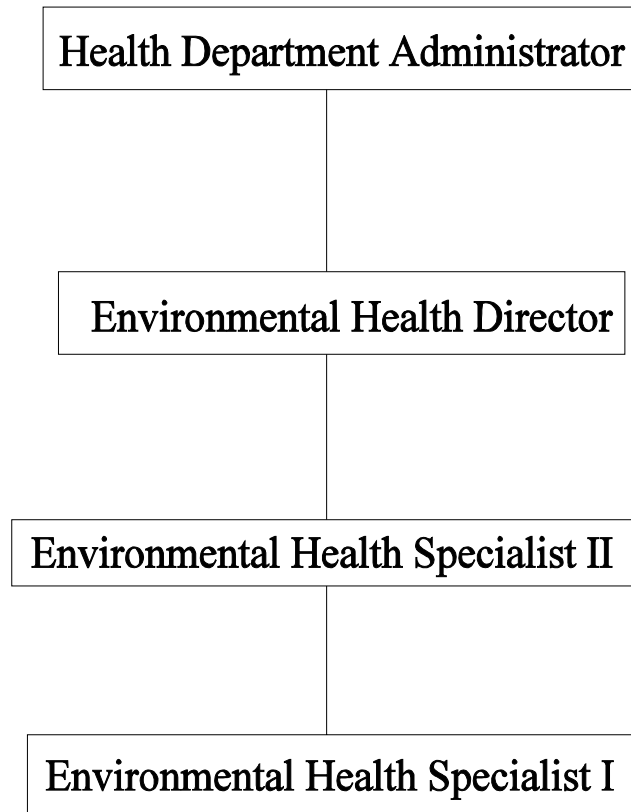 Health Department Administrator
Environmental Health Director
Environmental Health Specialist II
Environmental Health Specialist I